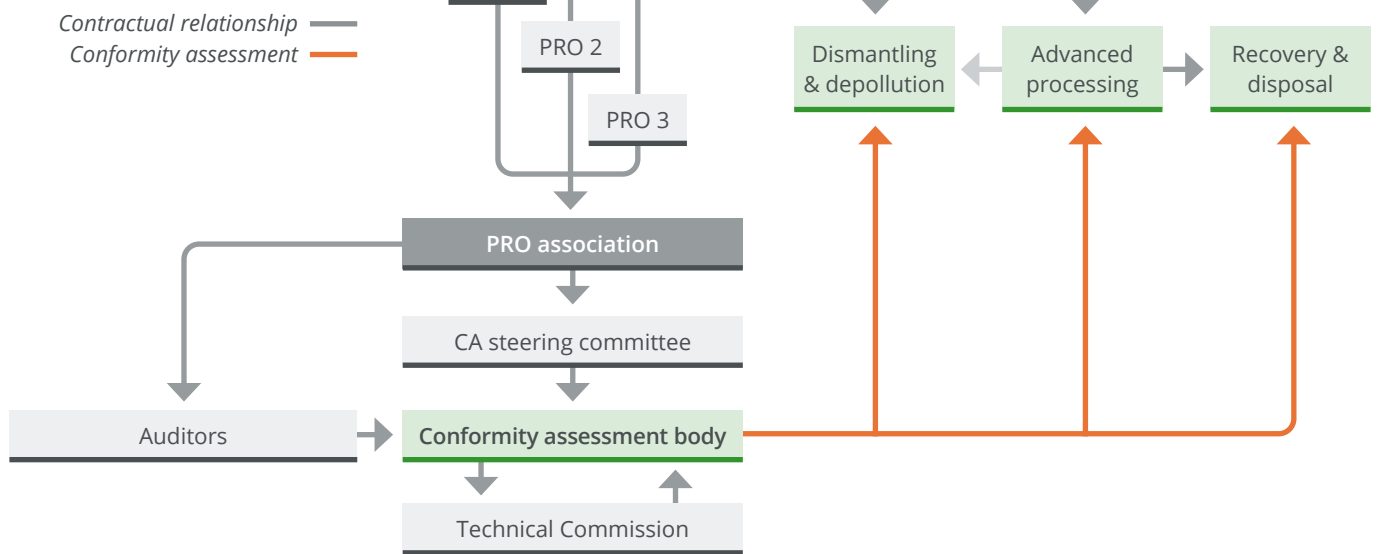 Contractual relationship
Conformity assessment
PRO 2
PRO 3
Dismantling
& depollution
Advanced
processing
Recovery &
disposal
PRO association
CA steering committee
Auditors
Conformity assessment body
Technical Commission